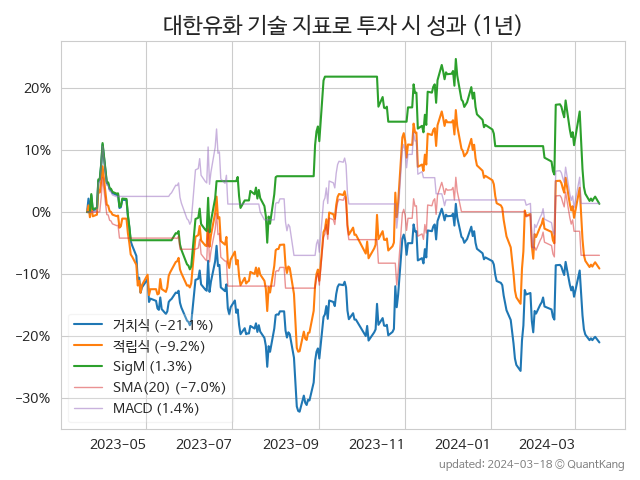 대한유화 기술 지표로 투자 시 성과 (1년)
20%
10%
0%
−10%
−20%
−30%
거치식 (−21.1%)
적립식 (−9.2%)
SigM (1.3%)
SMA(20) (−7.0%)
MACD (1.4%)
2023−05 2023−07 2023−09 2023−11 2024−01 2024−03
updated: 2024−03−18 © QuantKang